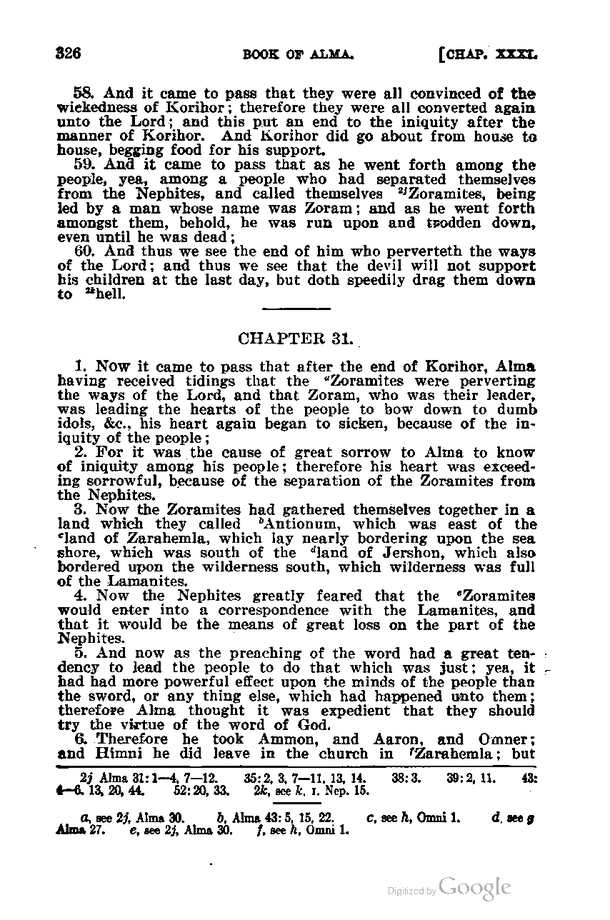 326 BOOK OF ALMA. [CHAP. XXXI.
58. And it came to pass that they were all convinced of the
wickedness of Korihor; therefore they were all converted again
unto the Lord; and this put an end to the iniquity after the
manner of Korihor. And Korihor did go about from house to
house, begging food for his support.
59. And it came to pass that as he went forth among the
people, yea, among a people who had separated themselves
from the Nephites, and called themselves 2jZoramites, being
led by a man whose name was Zoram; and as he went forth
amongst them, behold, he was run upon and trodden down,
even until he was dead;
60. And thus we see the end of him who perverteth the ways
of the Lord; and thus we see that the devil will not support
his children at the last day, but doth speedily drag them down
to 2khell.
CHAPTER 31.
1. Now it came to pass that after the end of Korihor, Alma
having received tidings that the aZoramites were perverting
the ways of the Lord, and that Zoram, who was their leader,
was leading the hearts of the people to bow down to dumb
idols, &c., his heart again began to sicken, because of the in-
iquity of the people;
2. For it was the cause of great sorrow to Alma to know
of iniquity among his people; therefore his heart was exceed-
ing sorrowful, because of the separation of the Zoramites from
the Nephites.
3. Now the Zoramites had gathered themselves together in a
land which they called bAntionum, which was east of the
cland of Zarahemla, which lay nearly bordering upon the sea
shore, which was south of the dland of Jershon, which also
bordered upon the wilderness south, which wilderness was full
of the Lamanites.
4. Now the Nephites greatly feared that the eZoramites
would enter into a correspondence with the Lamanites, and
that it would be the means of great loss on the part of the
Nephites.
5. And now as the preaching of the word had a great ten-
dency to lead the people to do that which was just; yea, it
had had more powerful effect upon the minds of the people than
the sword, or any thing else, which had happened unto them;
therefore Alma thought it was expedient that they should
try the virtue of the word of God.
6. Therefore he took Ammon, and Aaron, and Omner;
and Himni he did leave in the church in fZarahemla; but
2j Alma 31: 1—4, 7—12. 35: 2, 3, 7—11, 13, 14. 38: 3. 39: 2, 11. 43:
4—6, 13, 20, 44. 52: 20, 33. 2k, see k, 1. Nep. 15.
a, see 2j, Alma 30. b, Alma 43: 5, 15, 22. c, see h, Omni 1. d, see g
Alma 27. e, see 2j, Alma 30. f, see h, Omni 1.
Digitized by Google